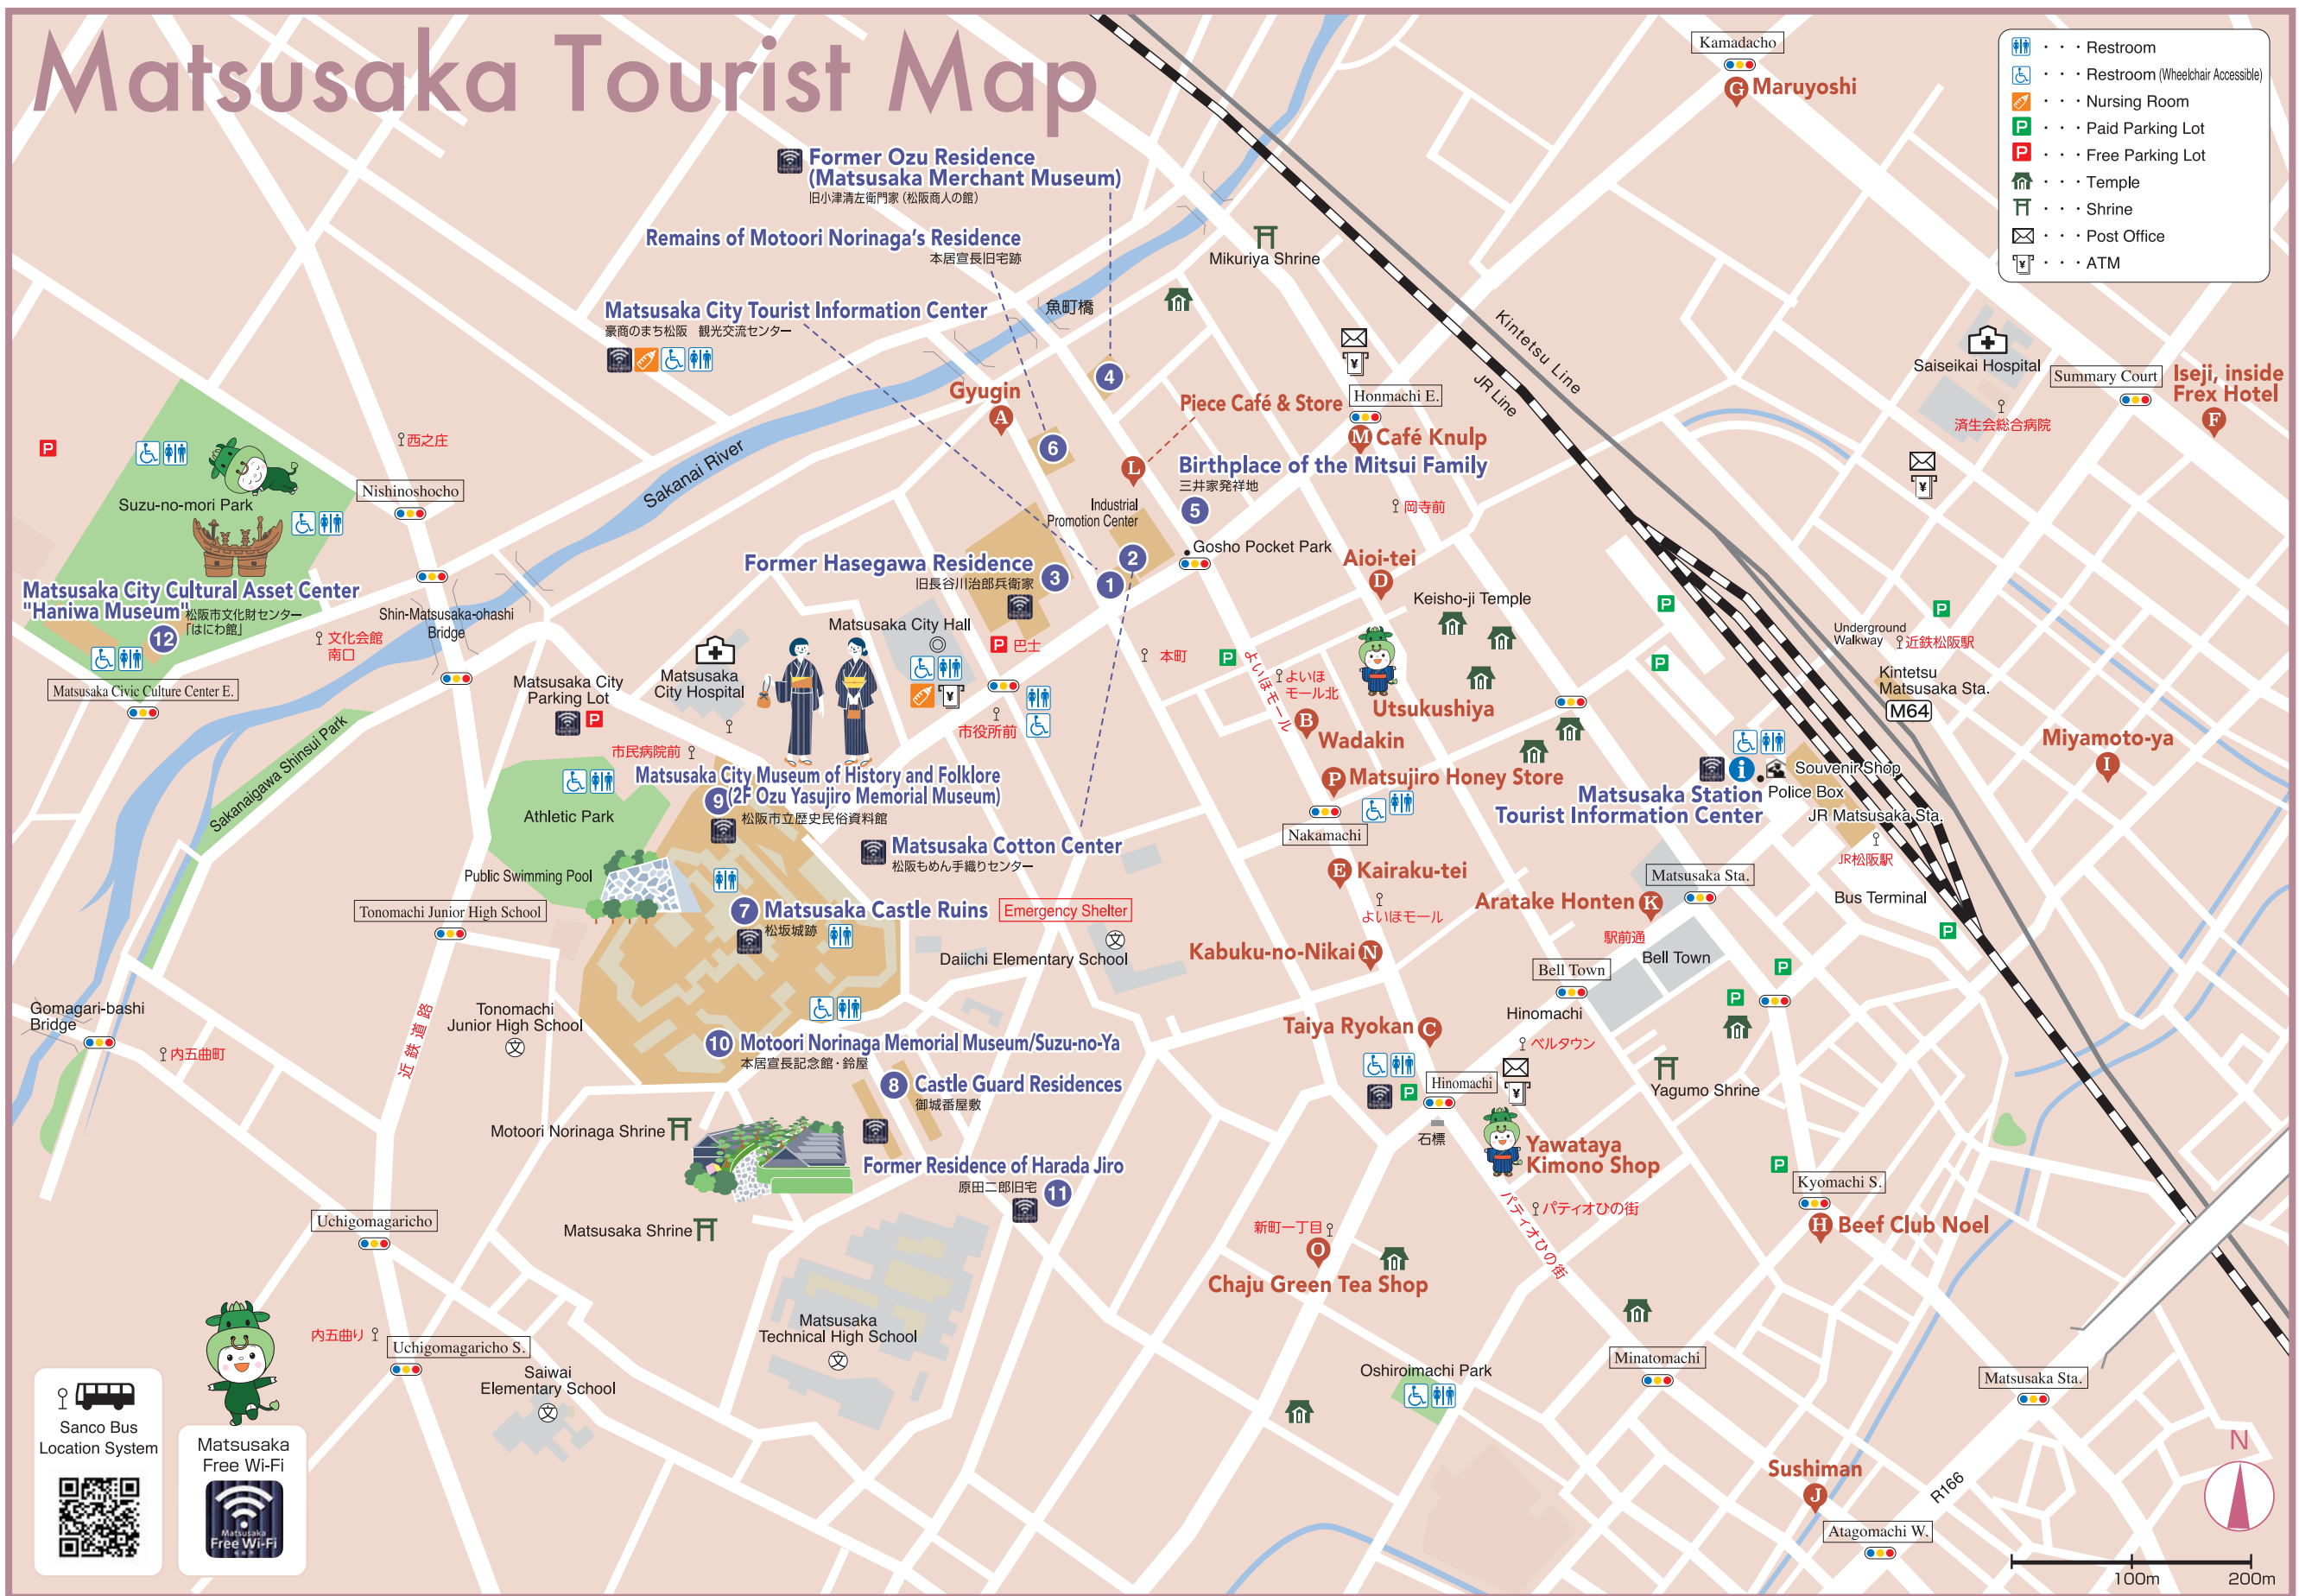 Matsusaka Tourist Map
Restroom
Restroom (Wheelchair Accessible)
Nursing Room
P ・・・ Paid Parking Lot
P ・・・ Free Parking Lot
Temple
Shrine
Post Office
ATM
Kamadacho
G Maruyoshi
Former Ozu Residence
(Matsusaka Merchant Museum)
旧小津清左衛門家(松阪商人の館)
Remains of Motoori Norinaga's Residence
本居宣長旧宅跡
Matsusaka City Tourist Information Center
豪商のまち松阪 観光交流センター
魚町橋
Mikuriya Shrine
Kintetsu Line
JR Line
Saiseikai Hospital
済生会総合病院
Summary Court
Iseji, inside
Frex Hotel
F
4
Gyugin
A
6
Piece Café & Store
L
Honmachi E.
M Café Knulp
Birthplace of the Mitsui Family
三井家発祥地
5
岡寺前
P
西之庄
Suzu-no-mori Park
Nishinoshocho
Sakanai River
Industrial
Promotion Center
Gosho Pocket Park
2
1
Former Hasegawa Residence
旧長谷川治郎兵衛家
3
Aioi-tei
D
Keisho-ji Temple
Matsusaka City Cultural Asset Center
"Haniwa Museum"
松阪市文化財センター
「はにわ館」
12
文化会館
南口
Shin-Matsusaka-ohashi
Bridge
Matsusaka Civic Culture Center E.
Matsusaka City Hall
P 巴士
本町
P
よいほモール
よいほ
モール北
P
P
P
Underground
Walkway
近鉄松阪駅
Kintetsu
Matsusaka Sta.
M64
Matsusaka
City Hospital
Matsusaka City
Parking Lot
P
市民病院前
市役所前
Utsukushiya
B
Wadakin
P Matsujiro Honey Store
Nakamachi
Miyamoto-ya
I
Souvenir Shop
Police Box
Matsusaka Station
Tourist Information Center
JR Matsusaka Sta.
JR松阪駅
Sakanaigawa Shinsui Park
Athletic Park
Matsusaka City Museum of History and Folklore
9 (2F Ozu Yasujiro Memorial Museum)
松阪市立歴史民俗資料館
Matsusaka Cotton Center
松阪もめん手織りセンター
Public Swimming Pool
Tonomachi Junior High School
7 Matsusaka Castle Ruins
松坂城跡
Emergency Shelter
文
Daiichi Elementary School
E Kairaku-tei
よいほモール
Matsusaka Sta.
Aratake Honten K
駅前通
Bus Terminal
P
Kabuku-no-Nikai N
Bell Town
Bell Town
P
P
Gomagari-bashi
Bridge
内五曲町
近鉄道路
Tonomachi
Junior High School
文
Taiya Ryokan C
Hinomachi
ベルタウン
10 Motoori Norinaga Memorial Museum/Suzu-no-Ya
本居宣長記念館・鈴屋
8 Castle Guard Residences
御城番屋敷
P
Hinomachi
石標
Yagumo Shrine
Motoori Norinaga Shrine
Yawataya
Kimono Shop
Former Residence of Harada Jiro
原田二郎旧宅
11
P
Kyomachi S.
H Beef Club Noel
Uchigomagaricho
Matsusaka Shrine
新町一丁目
O
Chaju Green Tea Shop
パティオひの街
パティオひの街
内五曲り
Uchigomagaricho S.
Saiwai
Elementary School
文
Matsusaka
Technical High School
文
Oshiroimachi Park
Minatomachi
Matsusaka Sta.
Sushiman
J
R166
Atagomachi W.
N
100m
200m
Sanco Bus
Location System
Matsusaka
Free Wi-Fi
Matsusaka
Free Wi-Fi